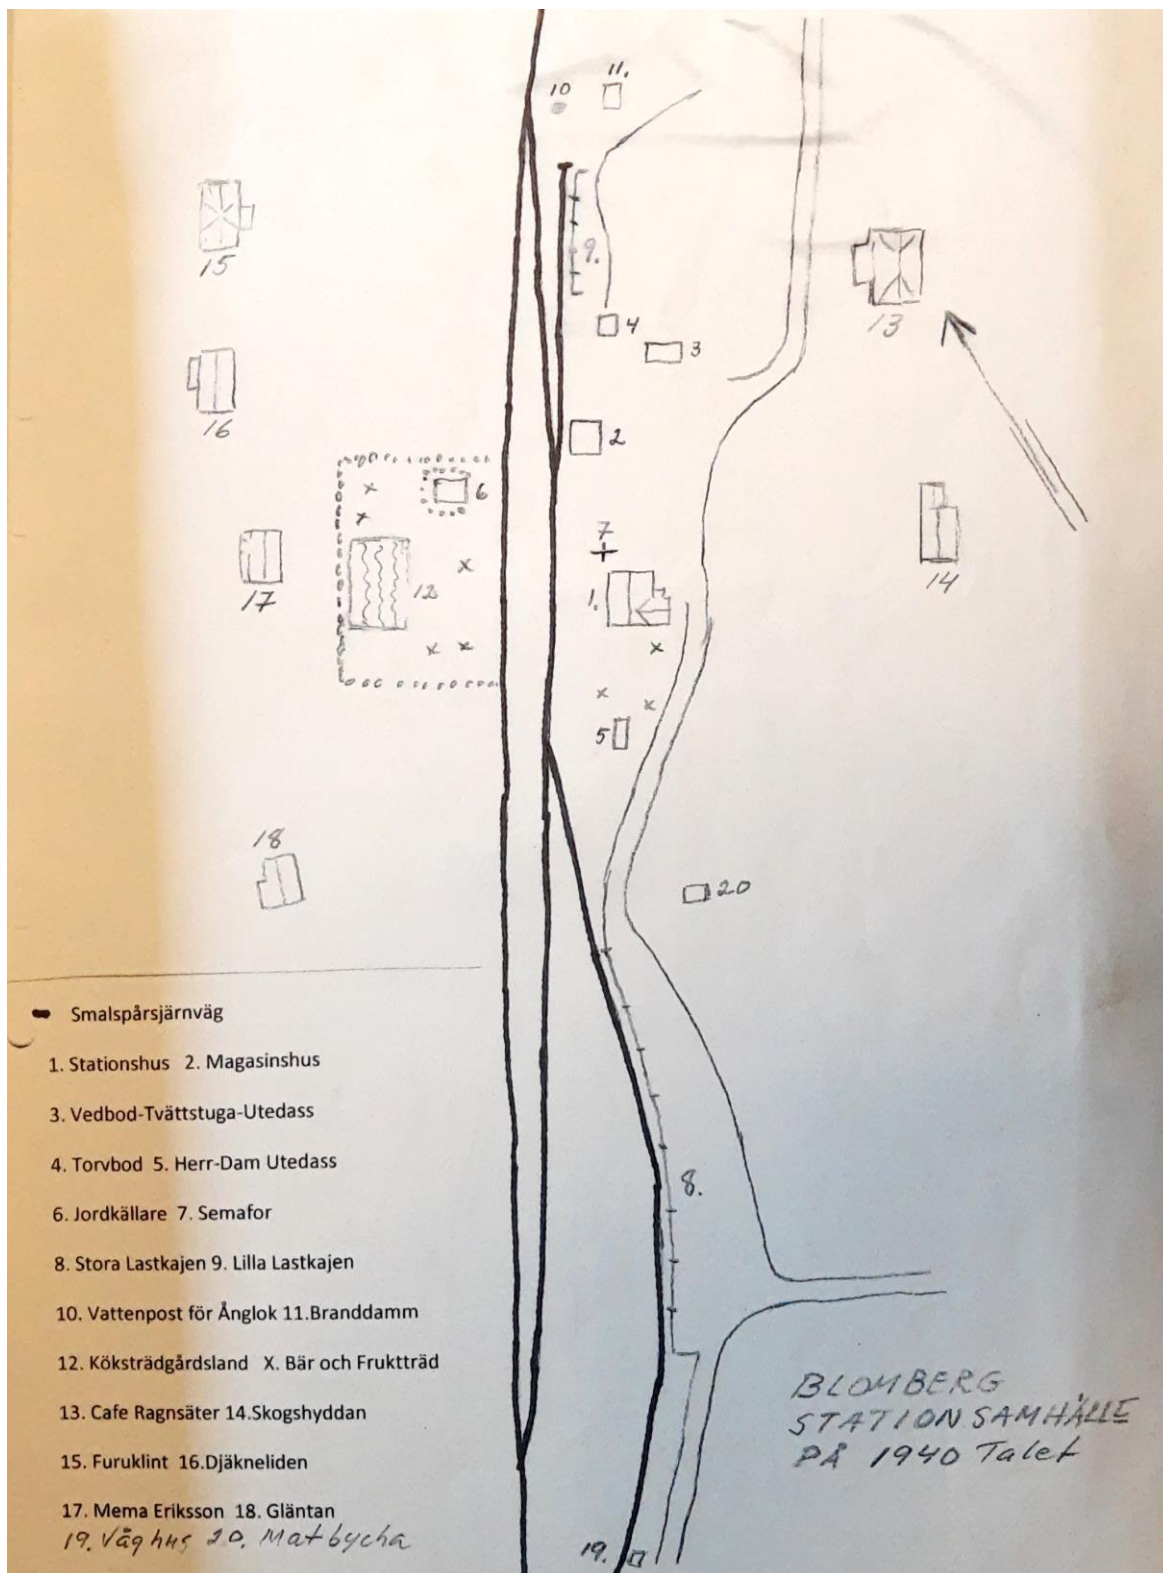 10
11.
9.
15
4
3
13
16
2
6
7
17
12
1.
14
5
18
20
8.
19.
Smalspårsjärnväg
1. Stationshus 2. Magasinshus
3. Vedbod-Tvättstuga-Utedass
4. Torvbod 5. Herr-Dam Utedass
6. Jordkällare 7. Semafor
8. Stora Lastkajen 9. Lilla Lastkajen
10. Vattenpost för Ånglok 11.Branddamm
12. Köksträdgårdsland X. Bär och Fruktträd
13. Cafe Ragnsäter 14.Skogshyddan
15. Furuklint 16.Djäkneliden
17. Mema Eriksson 18. Gläntan
19. Våghus 20. Matbycha
BLOMBERG
STATIONSAMHÄLLE
PÅ 1940 Talet